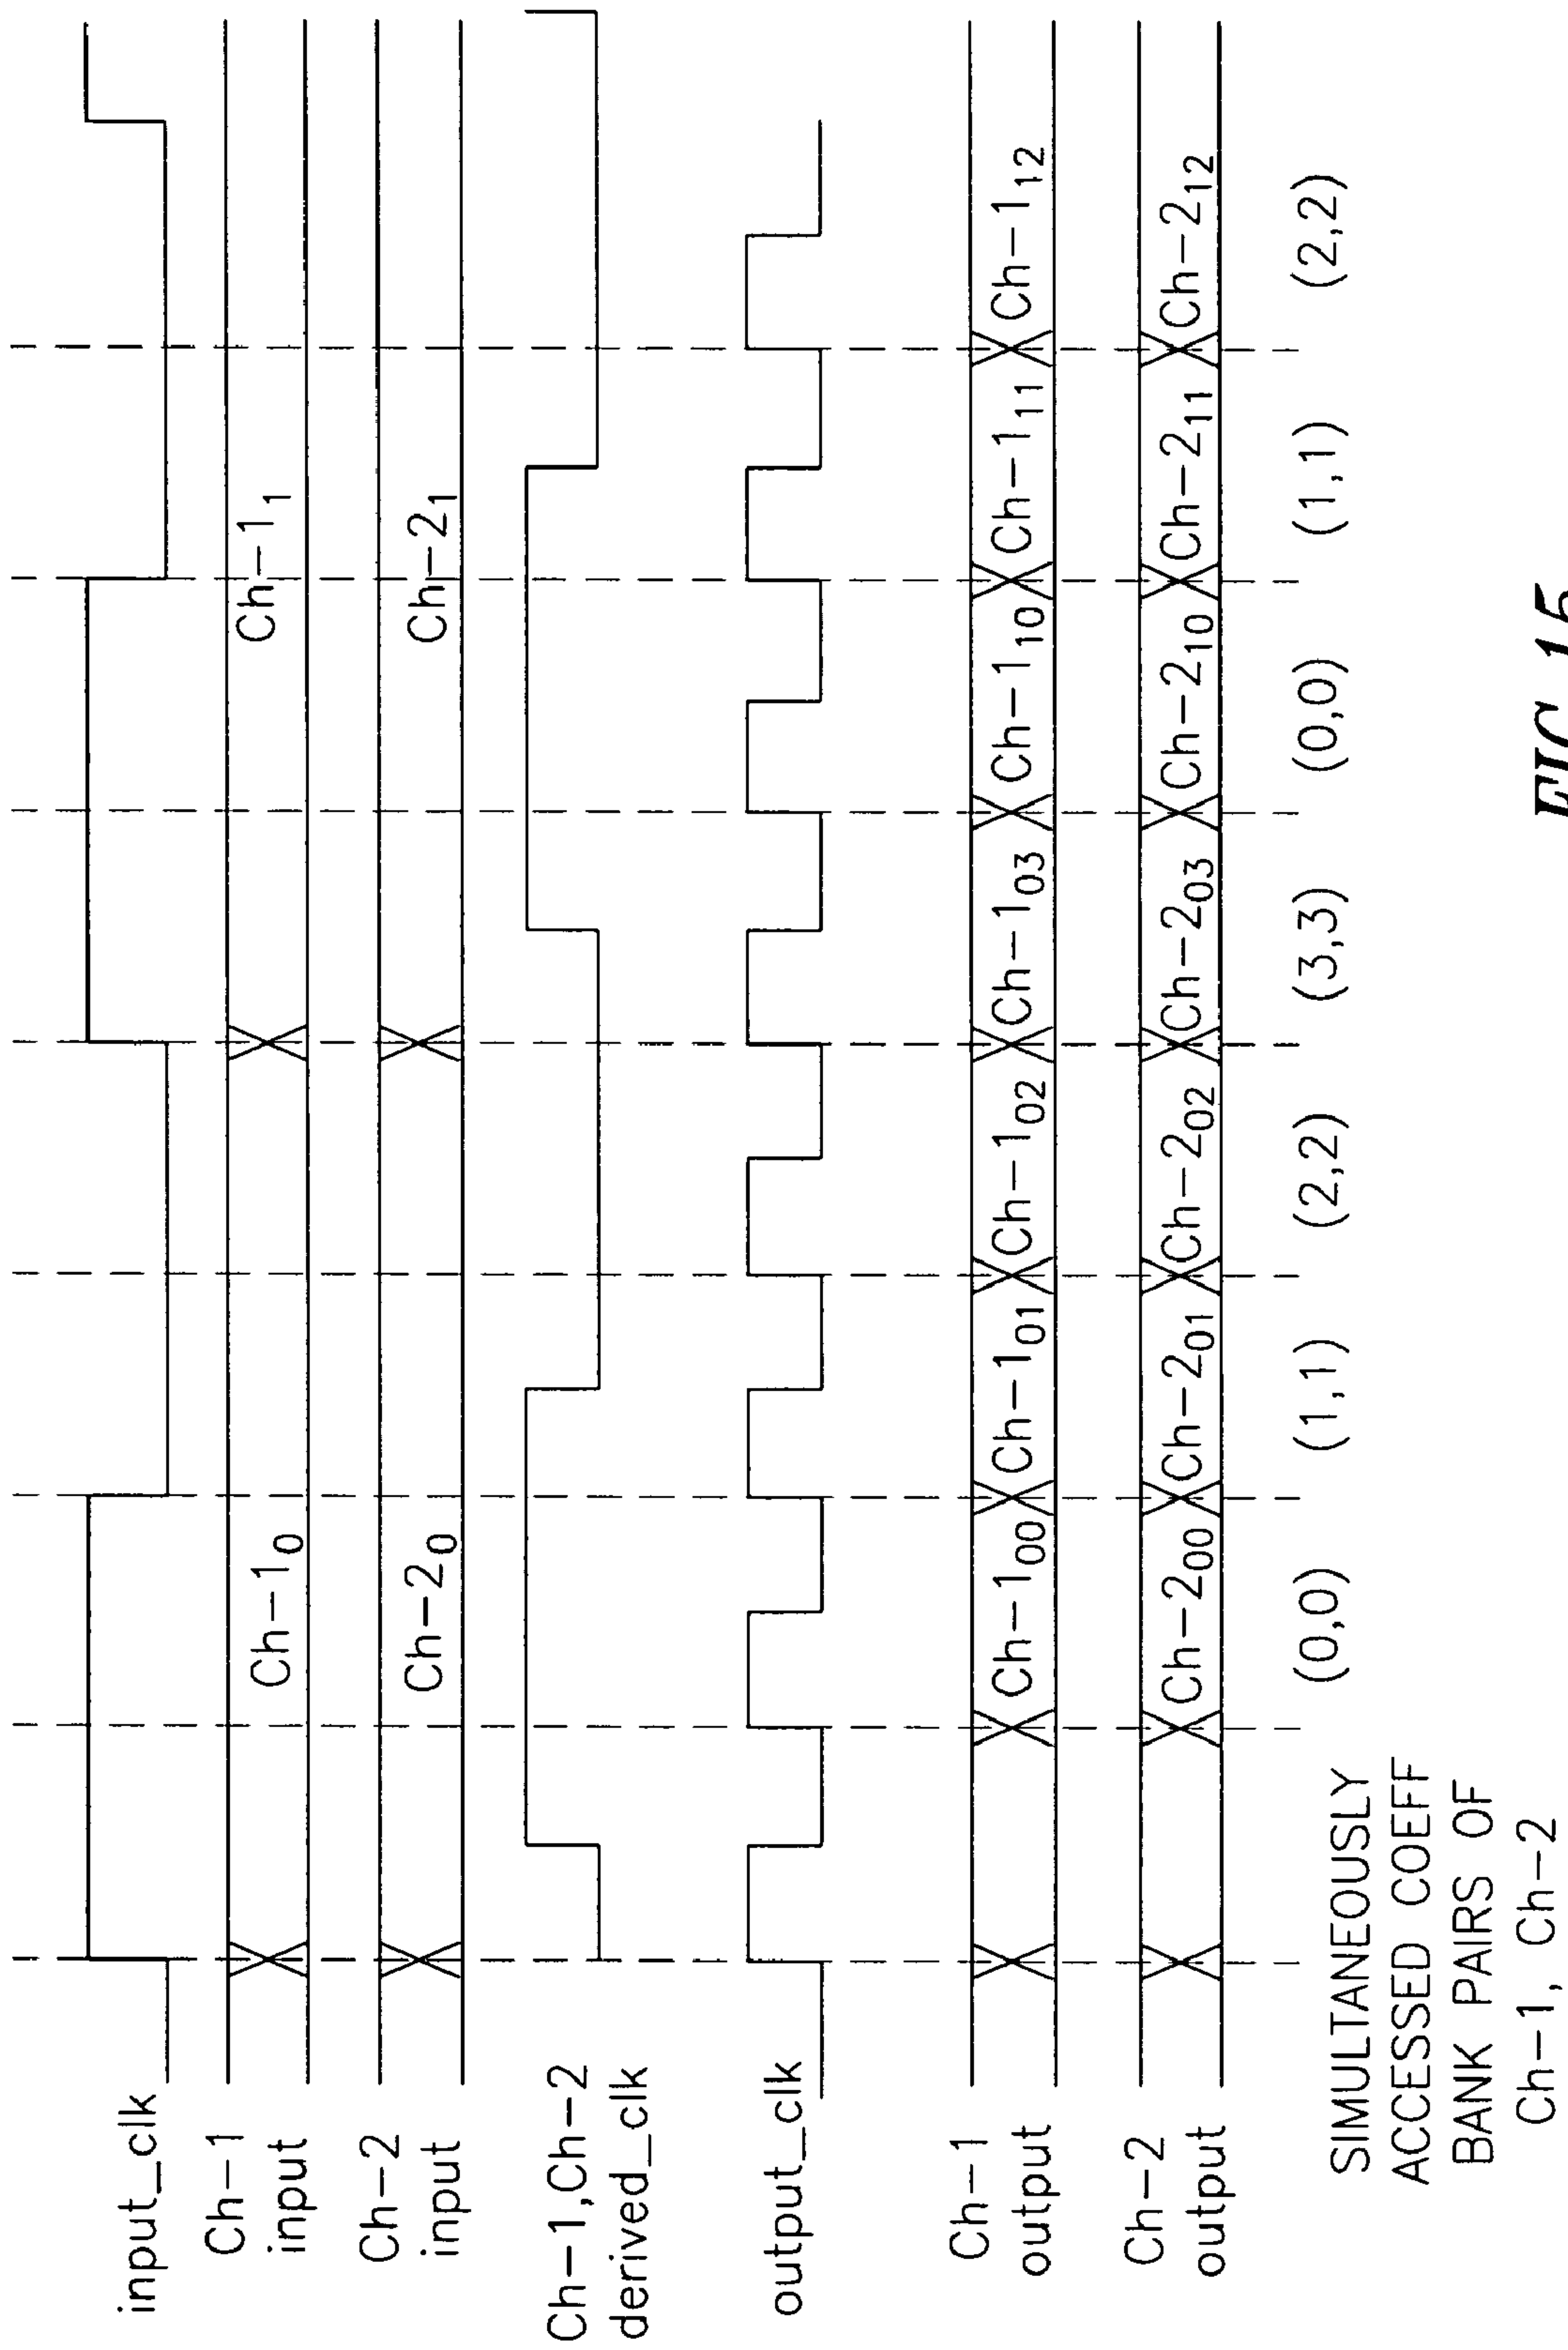 input_clk
Ch-1
input
Ch-1₀
Ch-1₁
Ch-2
input
Ch-2₀
Ch-2₁
Ch-1,Ch-2
derived_clk
output_clk
Ch-1
output
Ch-1₀₀ Ch-1₀₁ Ch-1₀₂ Ch-1₀₃ Ch-1₁₀ Ch-1₁₁ Ch-1₁₂
Ch-2
output
Ch-2₀₀ Ch-2₀₁ Ch-2₀₂ Ch-2₀₃ Ch-2₁₀ Ch-2₁₁ Ch-2₁₂
SIMULTANEOUSLY
ACCESSED COEFF
BANK PAIRS OF
Ch-1, Ch-2
(0,0) (1,1) (2,2) (3,3) (0,0) (1,1) (2,2)
FIG. 15